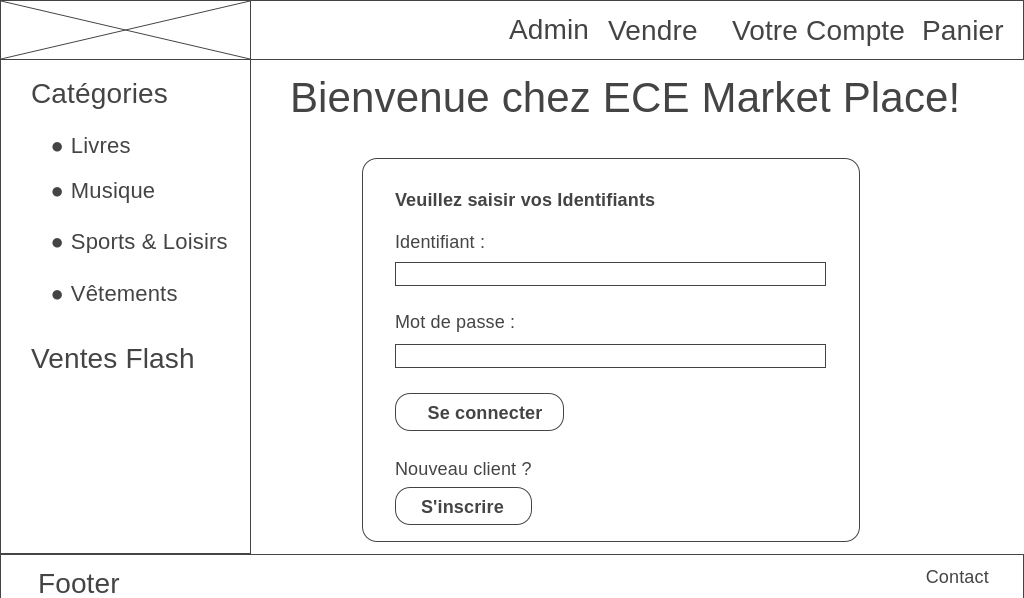 Admin Vendre Votre Compte Panier
Catégories
● Livres
● Musique
● Sports & Loisirs
● Vêtements
Ventes Flash
Bienvenue chez ECE Market Place!
Veuillez saisir vos Identifiants
Identifiant :
Mot de passe :
Se connecter
Nouveau client ?
S'inscrire
Footer
Contact